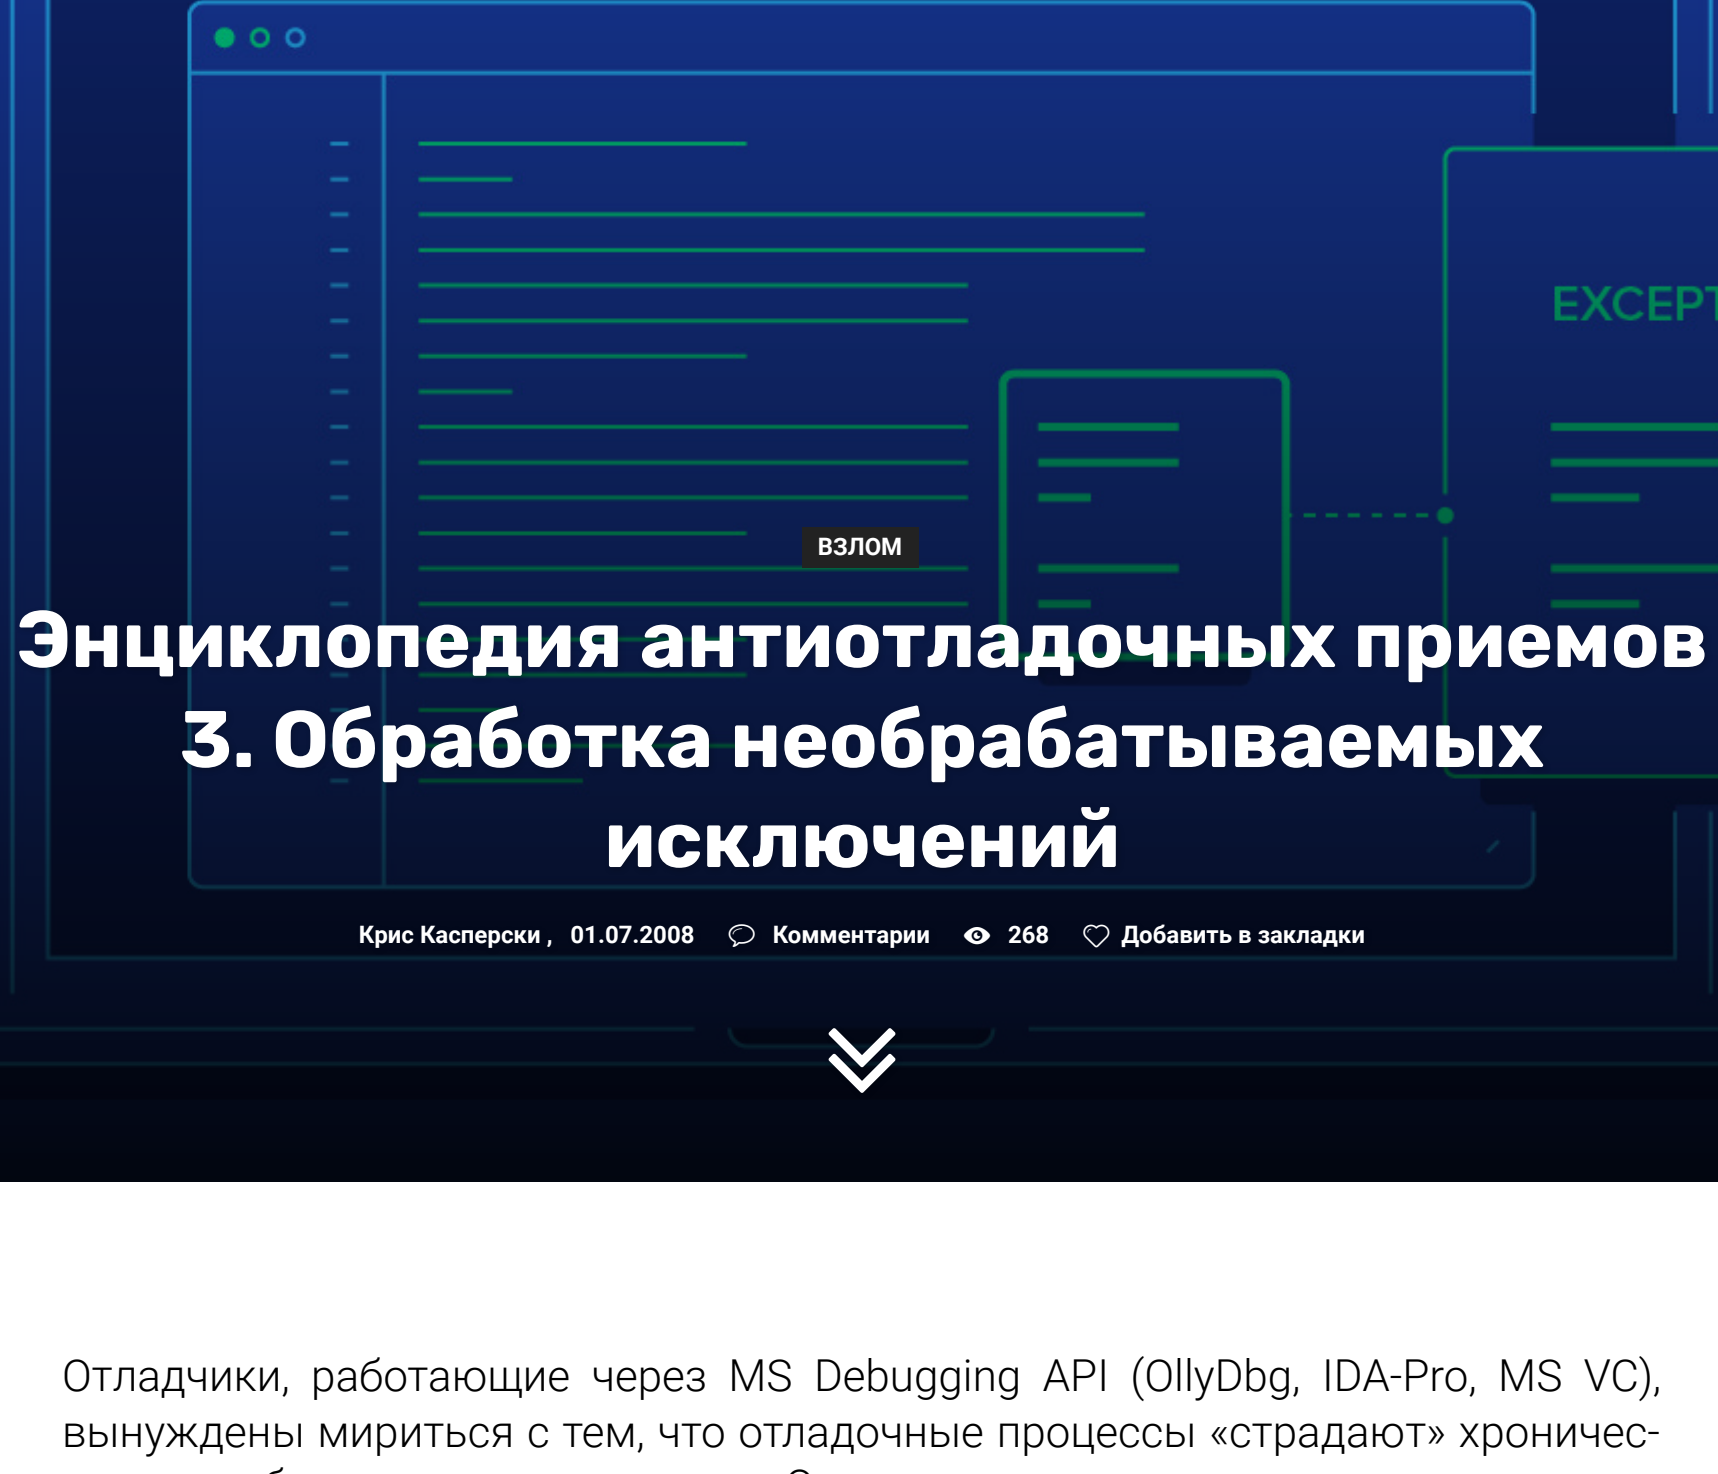 EXCEPT
ВЗЛОМ
Энциклопедия антиотладочных приемов
3. Обработка необрабатываемых
исключений
Крис Касперски , 01.07.2008 Комментарии 268 Добавить в закладки
Отладчики, работающие через MS Debugging API (OllyDbg, IDA-Pro, MS VC),
вынуждены мириться с тем, что отладочные процессы «страдают» хроничес-